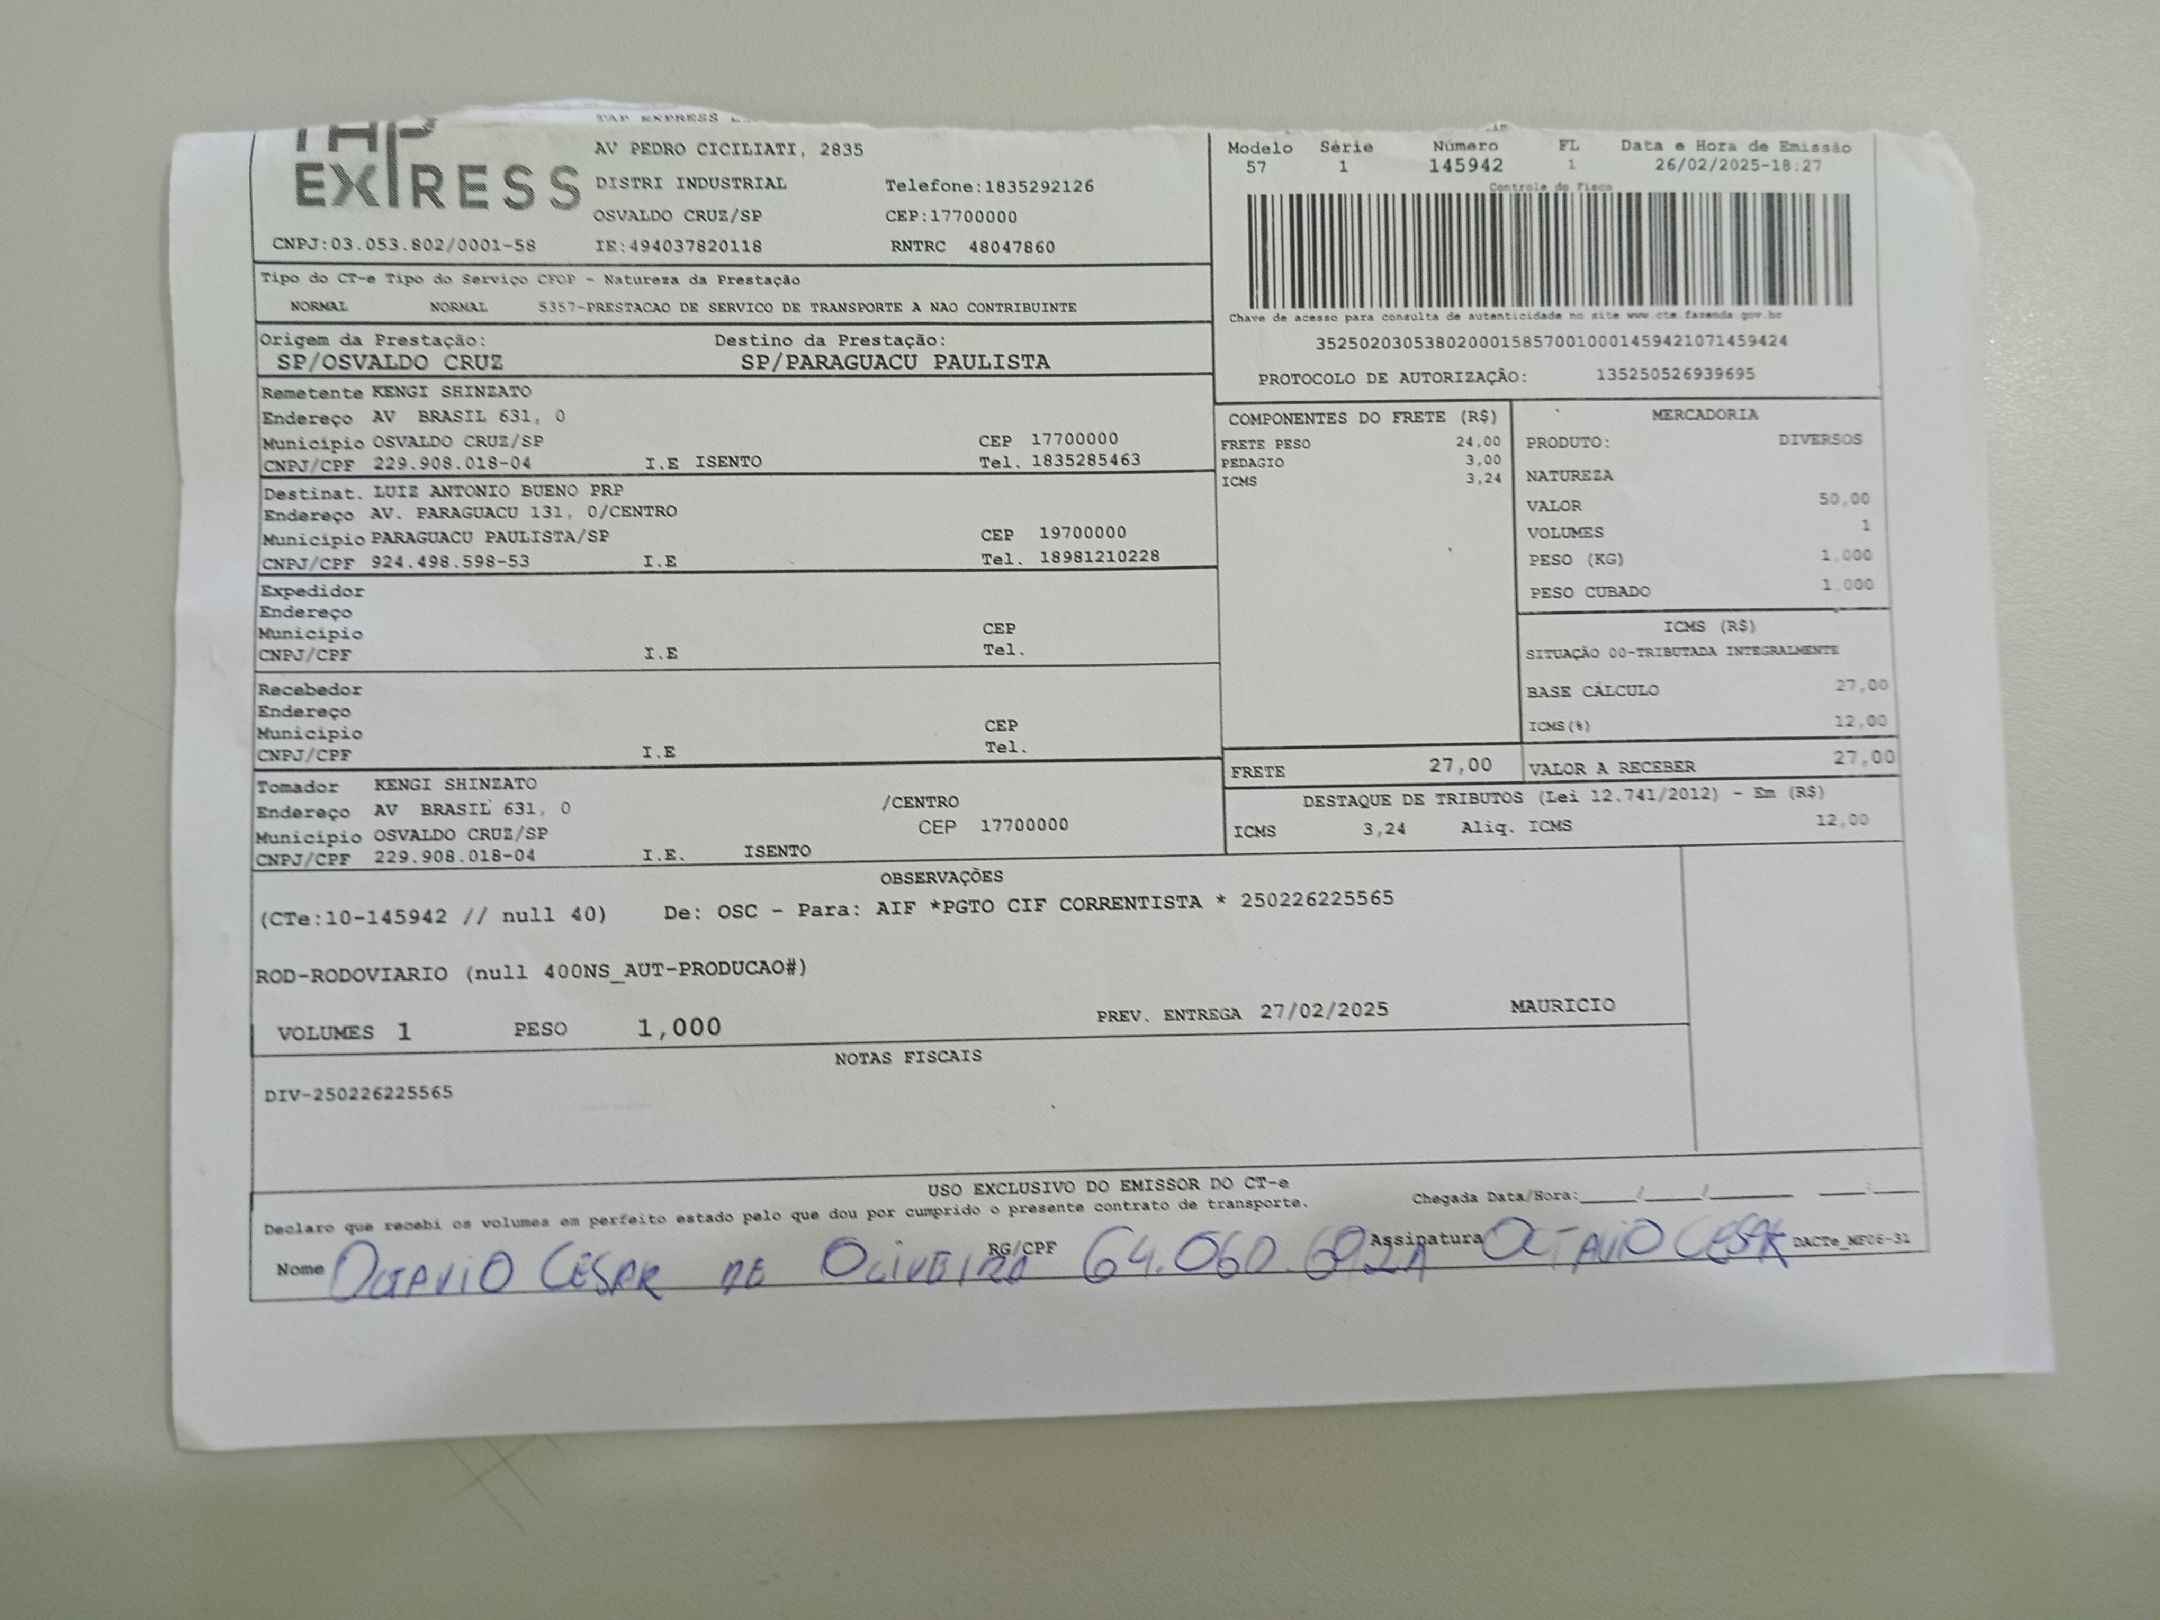 TAP EXPRESS
AV PEDRO CICILIATI, 2835
TAP
EXPRESS
DISTRI INDUSTRIAL Telefone:1835292126
OSVALDO CRUZ/SP CEP:17700000
CNPJ:03.053.802/0001-58 IE:494037820118 RNTRC 48047860
Modelo Série Número FL Data e Hora de Emissão
57 1 145942 1 26/02/2025-18:27
Controle do Fisco
Chave de acesso para consulta de autenticidade no site www.cte.fazenda.gov.br
35250203053802000158570010001459421071459424
PROTOCOLO DE AUTORIZAÇÃO: 135250526939695
Tipo do CT-e Tipo do Serviço CFOP - Natureza da Prestação
NORMAL NORMAL 5357-PRESTACAO DE SERVICO DE TRANSPORTE A NAO CONTRIBUINTE
Origem da Prestação: Destino da Prestação:
SP/OSVALDO CRUZ SP/PARAGUACU PAULISTA
Remetente KENGI SHINZATO
Endereço AV BRASIL 631, 0
Município OSVALDO CRUZ/SP CEP 17700000
CNPJ/CPF 229.908.018-04 I.E ISENTO Tel. 1835285463
Destinat. LUIZ ANTONIO BUENO PRP
Endereço AV. PARAGUACU 131, 0/CENTRO
Município PARAGUACU PAULISTA/SP CEP 19700000
CNPJ/CPF 924.498.598-53 I.E Tel. 18981210228
Expedidor
Endereço
Município CEP
CNPJ/CPF I.E Tel.
Recebedor
Endereço
Município CEP
CNPJ/CPF I.E Tel.
Tomador KENGI SHINZATO
Endereço AV BRASIL 631, 0 /CENTRO
Município OSVALDO CRUZ/SP CEP 17700000
CNPJ/CPF 229.908.018-04 I.E. ISENTO
COMPONENTES DO FRETE (R$)
FRETE PESO 24,00
PEDAGIO 3,00
ICMS 3,24
MERCADORIA
PRODUTO: DIVERSOS
NATUREZA
VALOR 50,00
VOLUMES 1
PESO (KG) 1,000
PESO CUBADO 1,000
ICMS (R$)
SITUAÇÃO 00-TRIBUTADA INTEGRALMENTE
BASE CÁLCULO 27,00
ICMS(%) 12,00
FRETE 27,00 VALOR A RECEBER 27,00
DESTAQUE DE TRIBUTOS (Lei 12.741/2012) - Em (R$)
ICMS 3,24 Aliq. ICMS 12,00
OBSERVAÇÕES
(CTe:10-145942 // null 40) De: OSC - Para: AIF *PGTO CIF CORRENTISTA * 250226225565
ROD-RODOVIARIO (null 400NS_AUT-PRODUCAO#)
VOLUMES 1 PESO 1,000 PREV. ENTREGA 27/02/2025 MAURICIO
NOTAS FISCAIS
DIV-250226225565
USO EXCLUSIVO DO EMISSOR DO CT-e
Declaro que recebi os volumes em perfeito estado pelo que dou por cumprido o presente contrato de transporte. Chegada Data/Hora:____/____/______ ___:___
Nome OCTAVIO CESAR DE OLIVEIRA RG/CPF Assinatura OCTAVIO CESAR DACTe_MF06-31